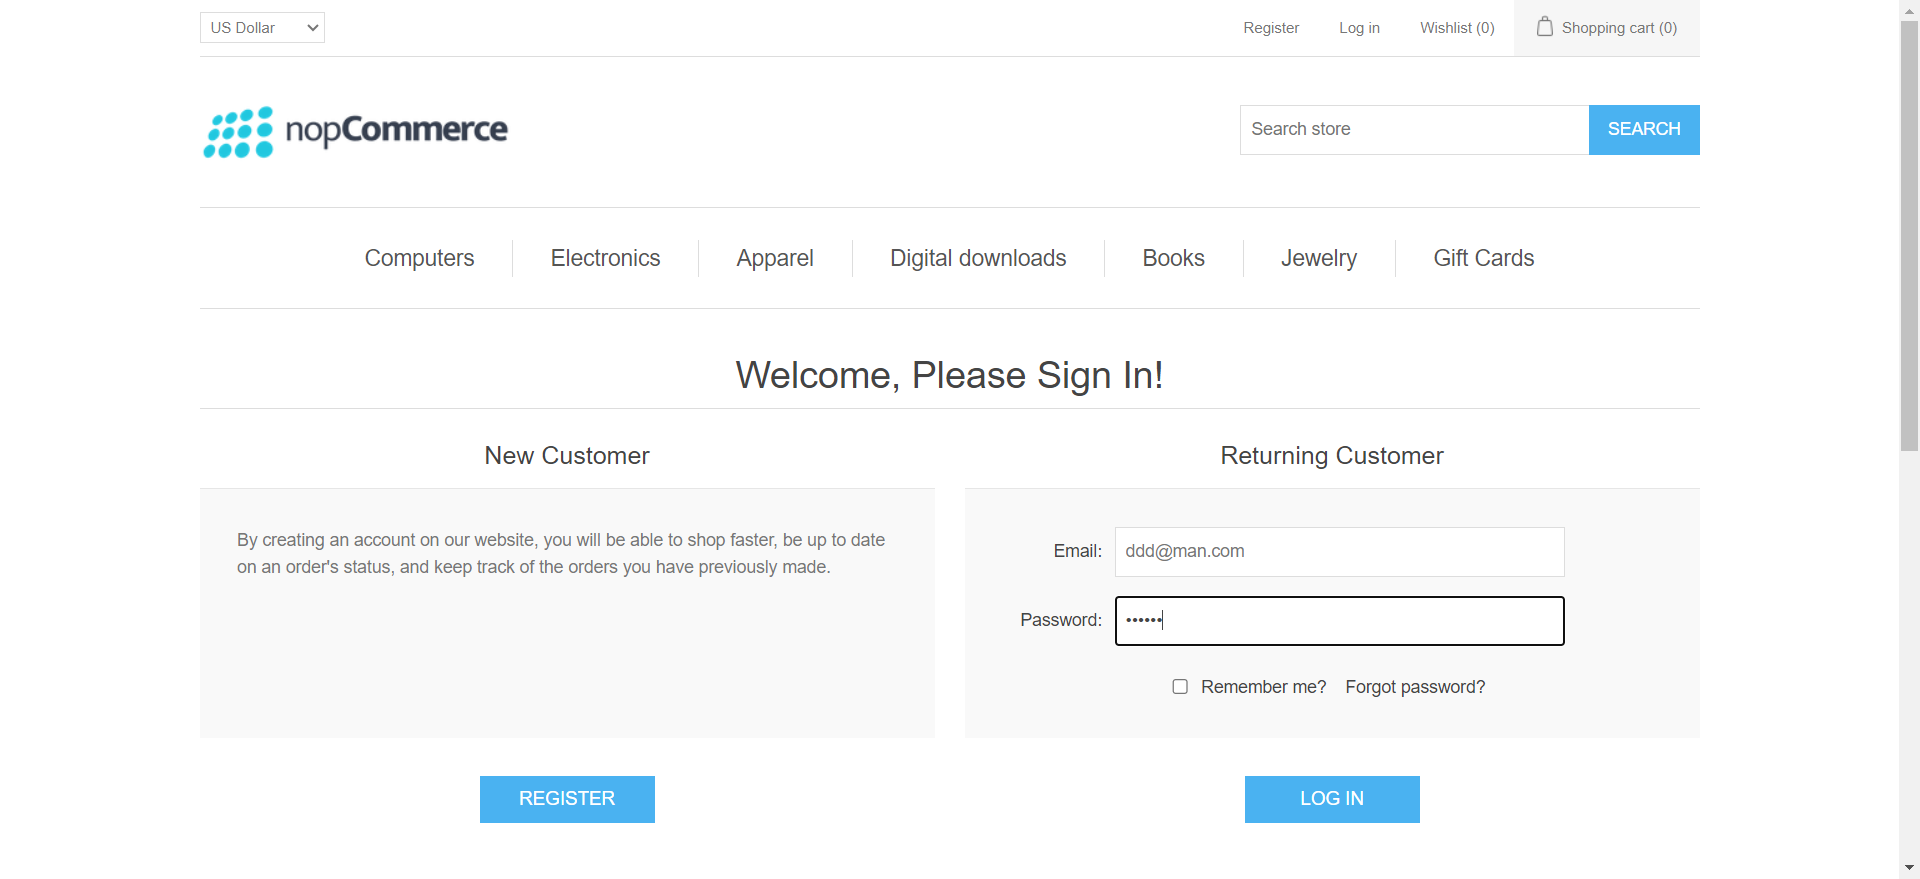 US Dollar
Register
Log in
Wishlist (0)
Shopping cart (0)
nopCommerce
Search store
SEARCH
Computers
Electronics
Apparel
Digital downloads
Books
Jewelry
Gift Cards
Welcome, Please Sign In!
New Customer
By creating an account on our website, you will be able to shop faster, be up to date
on an order's status, and keep track of the orders you have previously made.
REGISTER
Returning Customer
Email:
ddd@man.com
Password:
••••••
Remember me?
Forgot password?
LOG IN